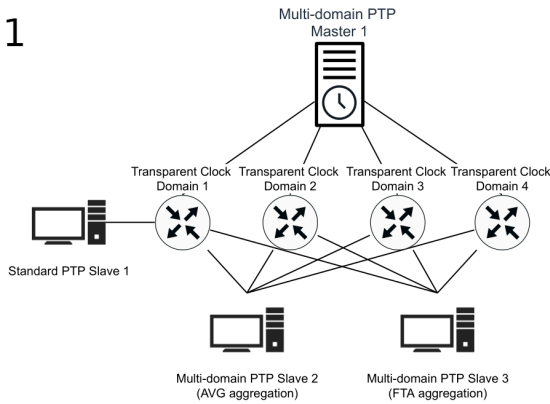 1
Multi-domain PTP
Master 1
Transparent Clock
Domain 1
Transparent Clock
Domain 2
Transparent Clock
Domain 3
Transparent Clock
Domain 4
Standard PTP Slave 1
Multi-domain PTP Slave 2
(AVG aggregation)
Multi-domain PTP Slave 3
(FTA aggregation)